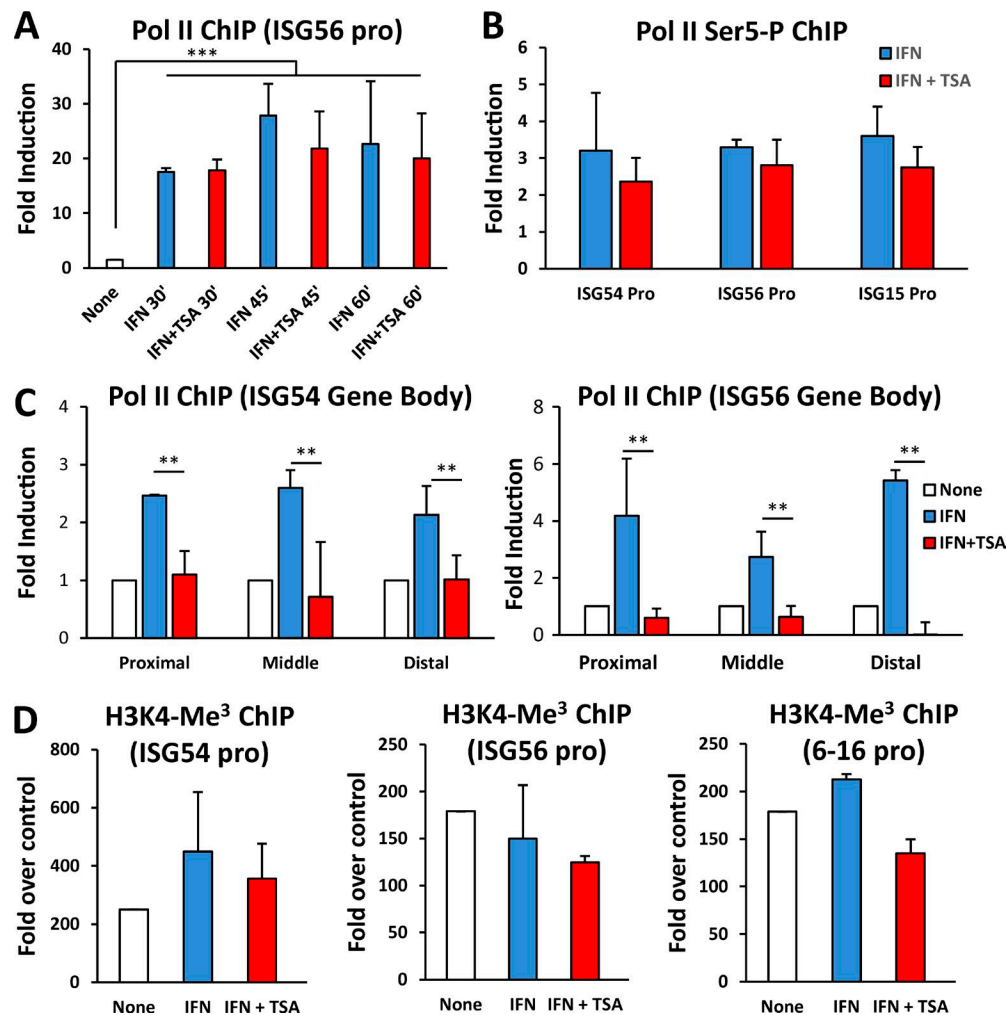 A
Pol II ChIP (ISG56 pro)
***
Fold Induction
40
30
20
10
0
None
IFN 30'
IFN+TSA 30'
IFN 45'
IFN+TSA 45'
IFN 60'
IFN+TSA 60'
B
Pol II Ser5-P ChIP
IFN
IFN + TSA
Fold Induction
6
5
4
3
2
1
0
ISG54 Pro
ISG56 Pro
ISG15 Pro
C
Pol II ChIP (ISG54 Gene Body)
Fold Induction
4
3
2
1
0
**
**
**
Proximal
Middle
Distal
Pol II ChIP (ISG56 Gene Body)
Fold Induction
8
6
4
2
0
**
**
**
None
IFN
IFN+TSA
Proximal
Middle
Distal
D
H3K4-Me³ ChIP
(ISG54 pro)
Fold over control
800
600
400
200
0
None
IFN
IFN + TSA
H3K4-Me³ ChIP
(ISG56 pro)
Fold over control
250
200
150
100
50
0
None
IFN
IFN + TSA
H3K4-Me³ ChIP
(6-16 pro)
Fold over control
250
200
150
100
50
0
None
IFN
IFN + TSA